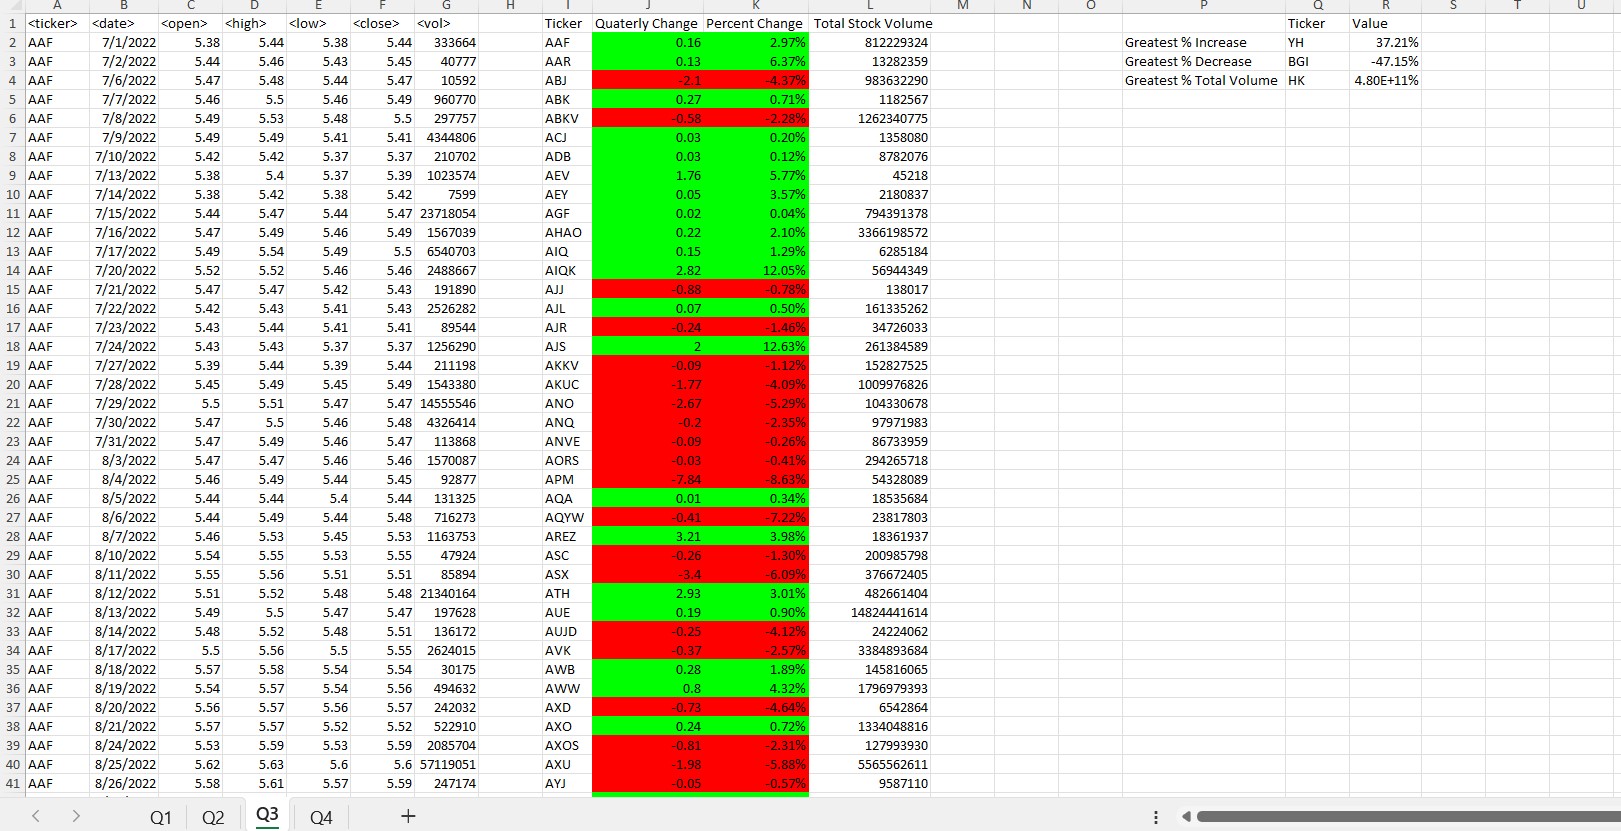 A B C D E F G H I J K L M N O P Q R S T U
1 <ticker> <date> <open> <high> <low> <close> <vol> Ticker Quaterly Change Percent Change Total Stock Volume Ticker Value
2 AAF 7/1/2022 5.38 5.44 5.38 5.44 333664 AAF 0.16 2.97% 812229324 Greatest % Increase YH 37.21%
3 AAF 7/2/2022 5.44 5.46 5.43 5.45 40777 AAR 0.13 6.37% 13282359 Greatest % Decrease BGI -47.15%
4 AAF 7/6/2022 5.47 5.48 5.44 5.47 10592 ABJ -2.1 -4.37% 983632290 Greatest % Total Volume HK 4.80E+11%
5 AAF 7/7/2022 5.46 5.5 5.46 5.49 960770 ABK 0.27 0.71% 1182567
6 AAF 7/8/2022 5.49 5.53 5.48 5.5 297757 ABKV -0.58 -2.28% 1262340775
7 AAF 7/9/2022 5.49 5.49 5.41 5.41 4344806 ACJ 0.03 0.20% 1358080
8 AAF 7/10/2022 5.42 5.42 5.37 5.37 210702 ADB 0.03 0.12% 8782076
9 AAF 7/13/2022 5.38 5.4 5.37 5.39 1023574 AEV 1.76 5.77% 45218
10 AAF 7/14/2022 5.38 5.42 5.38 5.42 7599 AEY 0.05 3.57% 2180837
11 AAF 7/15/2022 5.44 5.47 5.44 5.47 23718054 AGF 0.02 0.04% 794391378
12 AAF 7/16/2022 5.47 5.49 5.46 5.49 1567039 AHAO 0.22 2.10% 3366198572
13 AAF 7/17/2022 5.49 5.54 5.49 5.5 6540703 AIQ 0.15 1.29% 6285184
14 AAF 7/20/2022 5.52 5.52 5.46 5.46 2488667 AIQK 2.82 12.05% 56944349
15 AAF 7/21/2022 5.47 5.47 5.42 5.43 191890 AJJ -0.88 -0.78% 138017
16 AAF 7/22/2022 5.42 5.43 5.41 5.43 2526282 AJL 0.07 0.50% 161335262
17 AAF 7/23/2022 5.43 5.44 5.41 5.41 89544 AJR -0.24 -1.46% 34726033
18 AAF 7/24/2022 5.43 5.43 5.37 5.37 1256290 AJS 2 12.63% 261384589
19 AAF 7/27/2022 5.39 5.44 5.39 5.44 211198 AKKV -0.09 -1.12% 152827525
20 AAF 7/28/2022 5.45 5.49 5.45 5.49 1543380 AKUC -1.77 -4.09% 1009976826
21 AAF 7/29/2022 5.5 5.51 5.47 5.47 14555546 ANO -2.67 -5.29% 104330678
22 AAF 7/30/2022 5.47 5.5 5.46 5.48 4326414 ANQ -0.2 -2.35% 97971983
23 AAF 7/31/2022 5.47 5.49 5.46 5.47 113868 ANVE -0.09 -0.26% 86733959
24 AAF 8/3/2022 5.47 5.47 5.46 5.46 1570087 AORS -0.03 -0.41% 294265718
25 AAF 8/4/2022 5.46 5.49 5.44 5.45 92877 APM -7.84 -8.63% 54328089
26 AAF 8/5/2022 5.44 5.44 5.4 5.44 131325 AQA 0.01 0.34% 18535684
27 AAF 8/6/2022 5.44 5.49 5.44 5.48 716273 AQYW -0.41 -7.22% 23817803
28 AAF 8/7/2022 5.46 5.53 5.45 5.53 1163753 AREZ 3.21 3.98% 18361937
29 AAF 8/10/2022 5.54 5.55 5.53 5.55 47924 ASC -0.26 -1.30% 200985798
30 AAF 8/11/2022 5.55 5.56 5.51 5.51 85894 ASX -3.4 -6.09% 376672405
31 AAF 8/12/2022 5.51 5.52 5.48 5.48 21340164 ATH 2.93 3.01% 482661404
32 AAF 8/13/2022 5.49 5.5 5.47 5.47 197628 AUE 0.19 0.90% 14824441614
33 AAF 8/14/2022 5.48 5.52 5.48 5.51 136172 AUJD -0.25 -4.12% 24224062
34 AAF 8/17/2022 5.5 5.56 5.5 5.55 2624015 AVK -0.37 -2.57% 3384893684
35 AAF 8/18/2022 5.57 5.58 5.54 5.54 30175 AWB 0.28 1.89% 145816065
36 AAF 8/19/2022 5.54 5.57 5.54 5.56 494632 AWW 0.8 4.32% 1796979393
37 AAF 8/20/2022 5.56 5.57 5.56 5.57 242032 AXD -0.73 -4.64% 6542864
38 AAF 8/21/2022 5.57 5.57 5.52 5.52 522910 AXO 0.24 0.72% 1334048816
39 AAF 8/24/2022 5.53 5.59 5.53 5.59 2085704 AXOS -0.81 -2.31% 127993930
40 AAF 8/25/2022 5.62 5.63 5.6 5.6 57119051 AXU -1.98 -5.88% 5565562611
41 AAF 8/26/2022 5.58 5.61 5.57 5.59 247174 AYJ -0.05 -0.57% 9587110
Q1 Q2 Q3 Q4 +